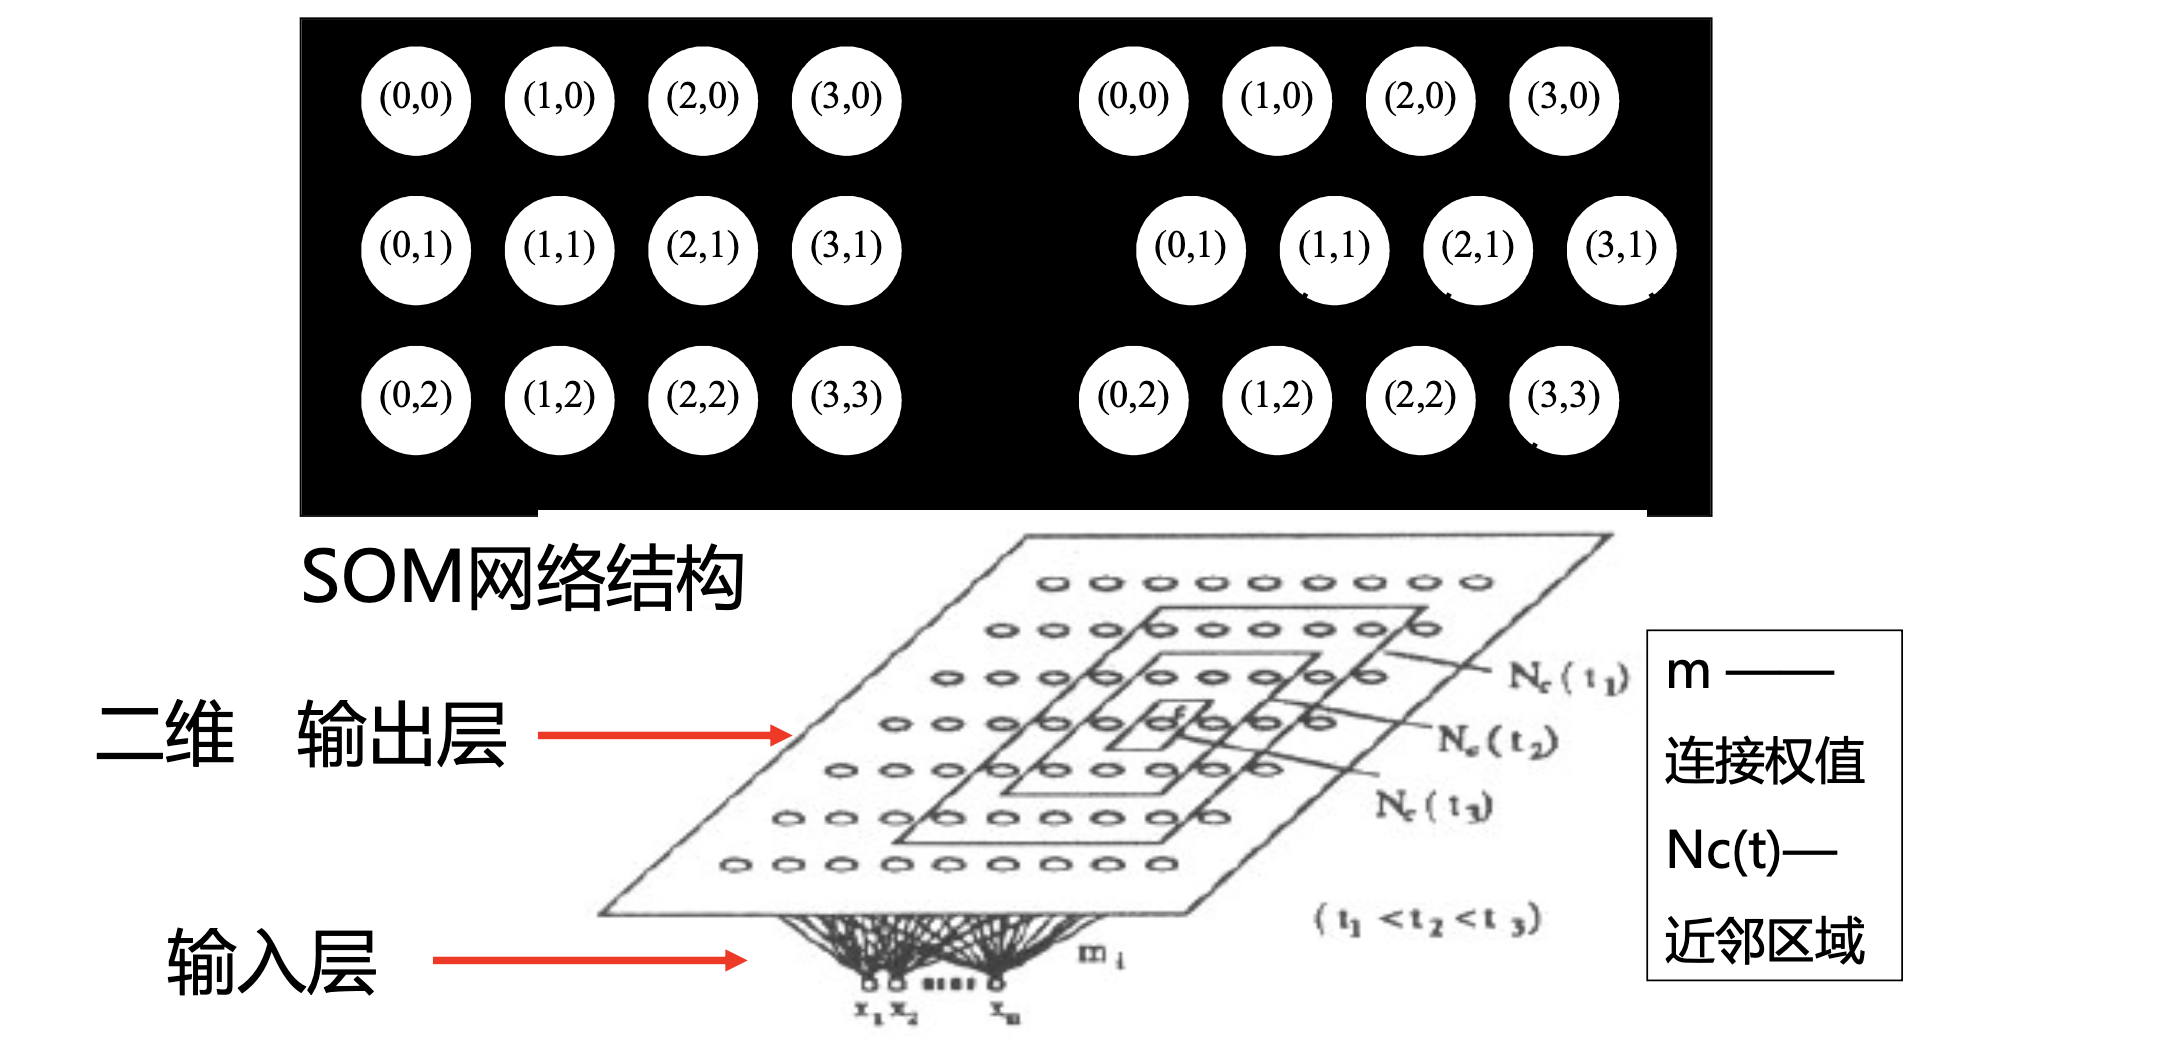 (0,0) (1,0) (2,0) (3,0) (0,0) (1,0) (2,0) (3,0)
(0,1) (1,1) (2,1) (3,1) (0,1) (1,1) (2,1) (3,1)
(0,2) (1,2) (2,2) (3,3) (0,2) (1,2) (2,2) (3,3)
SOM网络结构
二维 输出层
输入层
N_c(t_1)
N_c(t_2)
N_c(t_3)
(t_1<t_2<t_3)
m_i
x_1 x_2 ···· x_n
m ——
连接权值
Nc(t)—
近邻区域